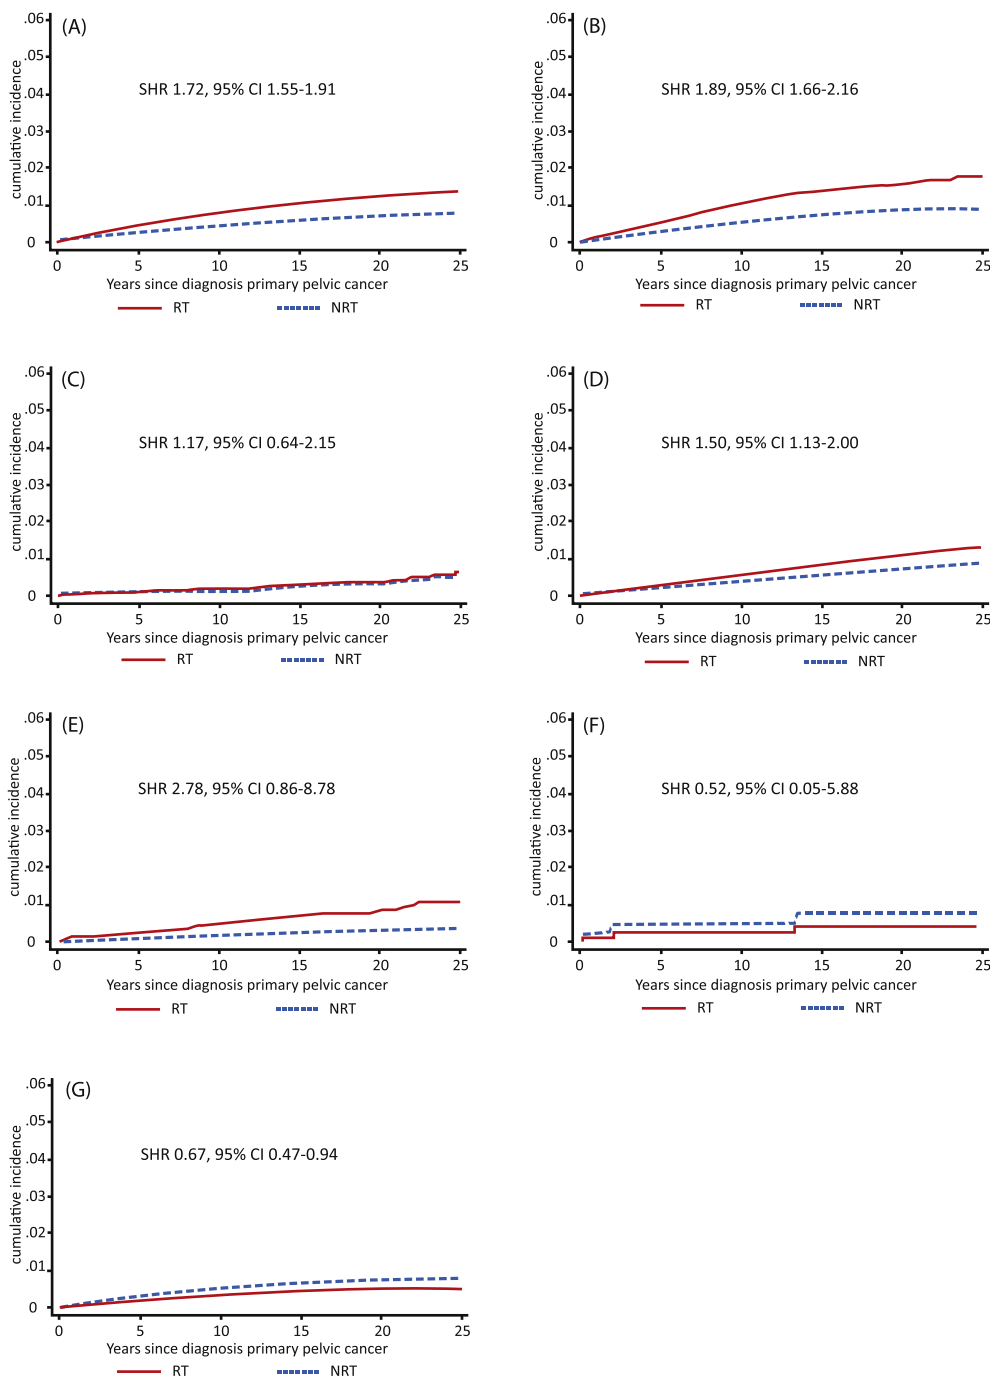 (A)
SHR 1.72, 95% CI 1.55-1.91
cumulative incidence
.06
.05
.04
.03
.02
.01
0
0 5 10 15 20 25
Years since diagnosis primary pelvic cancer
RT NRT
(B)
SHR 1.89, 95% CI 1.66-2.16
cumulative incidence
.06
.05
.04
.03
.02
.01
0
0 5 10 15 20 25
Years since diagnosis primary pelvic cancer
RT NRT
(C)
SHR 1.17, 95% CI 0.64-2.15
cumulative incidence
.06
.05
.04
.03
.02
.01
0
0 5 10 15 20 25
Years since diagnosis primary pelvic cancer
RT NRT
(D)
SHR 1.50, 95% CI 1.13-2.00
cumulative incidence
.06
.05
.04
.03
.02
.01
0
0 5 10 15 20 25
Years since diagnosis primary pelvic cancer
RT NRT
(E)
SHR 2.78, 95% CI 0.86-8.78
cumulative incidence
.06
.05
.04
.03
.02
.01
0
0 5 10 15 20 25
Years since diagnosis primary pelvic cancer
RT NRT
(F)
SHR 0.52, 95% CI 0.05-5.88
cumulative incidence
.06
.05
.04
.03
.02
.01
0
0 5 10 15 20 25
Years since diagnosis primary pelvic cancer
RT NRT
(G)
SHR 0.67, 95% CI 0.47-0.94
cumulative incidence
.06
.05
.04
.03
.02
.01
0
0 5 10 15 20 25
Years since diagnosis primary pelvic cancer
RT NRT